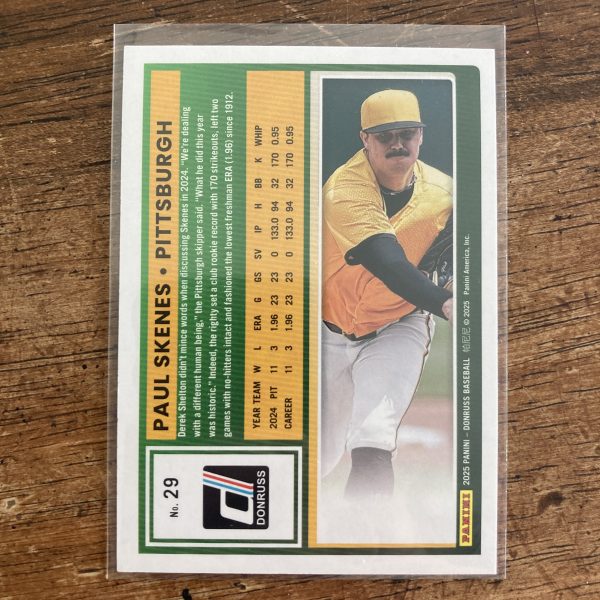 No. 29
DONRUSS
PAUL SKENES • PITTSBURGH
Derek Shelton didn't mince words when discussing Skenes in 2024. "We're dealing
with a different human being," the Pittsburgh skipper said. "What he did this year
was historic." Indeed, the righty set a club rookie record with 170 strikeouts, left two
games with no-hitters intact and fashioned the lowest freshman ERA (1.96) since 1912.
YEAR TEAM W L ERA G GS SV IP H BB K WHIP
2024 PIT 11 3 1.96 23 23 0 133.0 94 32 170 0.95
CAREER 11 3 1.96 23 23 0 133.0 94 32 170 0.95
PANINI
2025 PANINI – DONRUSS BASEBALL 帕尼尼 © 2025 Panini America, Inc.